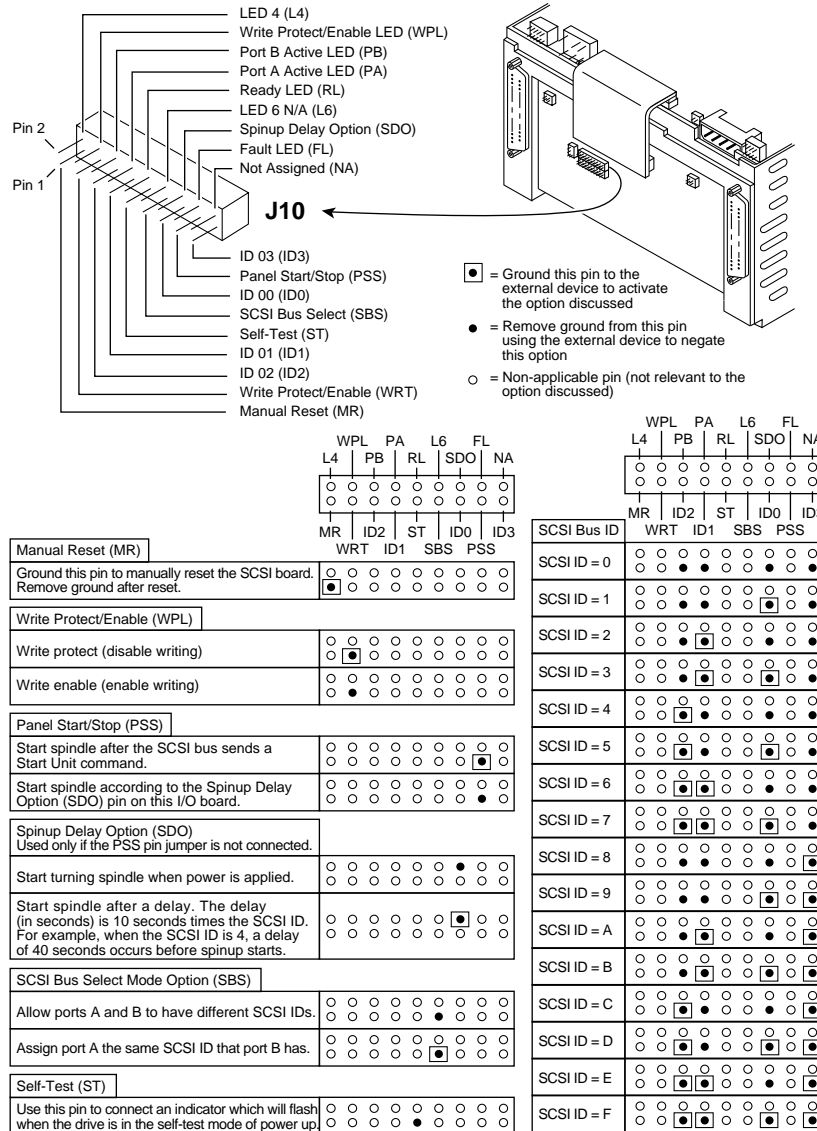 LED 4 (L4)
Write Protect/Enable LED (WPL)
Port B Active LED (PB)
Port A Active LED (PA)
Ready LED (RL)
LED 6 N/A (L6)
Spinup Delay Option (SDO)
Fault LED (FL)
Not Assigned (NA)
Pin 2
Pin 1
J10
ID 03 (ID3)
Panel Start/Stop (PSS)
ID 00 (ID0)
SCSI Bus Select (SBS)
Self-Test (ST)
ID 01 (ID1)
ID 02 (ID2)
Write Protect/Enable (WRT)
Manual Reset (MR)
= Ground this pin to the
external device to activate
the option discussed
= Remove ground from this pin
using the external device to negate
this option
= Non-applicable pin (not relevant to the
option discussed)
WPL PA L6 FL
L4 PB RL SDO NA
MR ID2 ST ID0 ID3
WRT ID1 SBS PSS
Manual Reset (MR)
Ground this pin to manually reset the SCSI board.
Remove ground after reset.
Write Protect/Enable (WPL)
Write protect (disable writing)
Write enable (enable writing)
Panel Start/Stop (PSS)
Start spindle after the SCSI bus sends a
Start Unit command.
Start spindle according to the Spinup Delay
Option (SDO) pin on this I/O board.
Spinup Delay Option (SDO)
Used only if the PSS pin jumper is not connected.
Start turning spindle when power is applied.
Start spindle after a delay. The delay
(in seconds) is 10 seconds times the SCSI ID.
For example, when the SCSI ID is 4, a delay
of 40 seconds occurs before spinup starts.
SCSI Bus Select Mode Option (SBS)
Allow ports A and B to have different SCSI IDs.
Assign port A the same SCSI ID that port B has.
Self-Test (ST)
Use this pin to connect an indicator which will flash
when the drive is in the self-test mode of power up.
WPL PA L6 FL
L4 PB RL SDO
MR ID2 ST ID0
SCSI Bus ID WRT ID1 SBS PSS
SCSI ID = 0
SCSI ID = 1
SCSI ID = 2
SCSI ID = 3
SCSI ID = 4
SCSI ID = 5
SCSI ID = 6
SCSI ID = 7
SCSI ID = 8
SCSI ID = 9
SCSI ID = A
SCSI ID = B
SCSI ID = C
SCSI ID = D
SCSI ID = E
SCSI ID = F